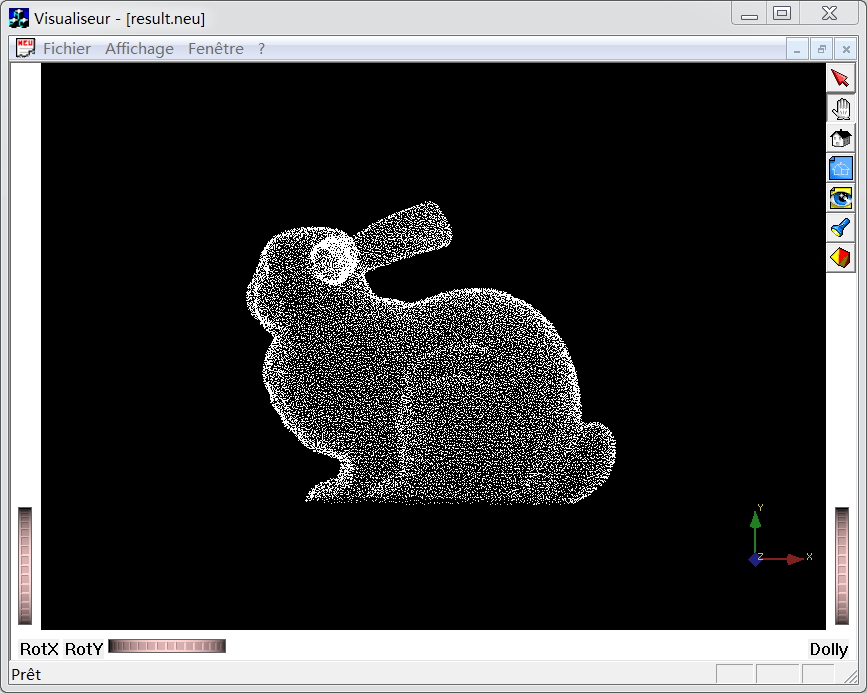 Visualiseur - [result.neu]
NEU Fichier Affichage Fenêtre ?
Y
Z X
RotX RotY Dolly
Prêt